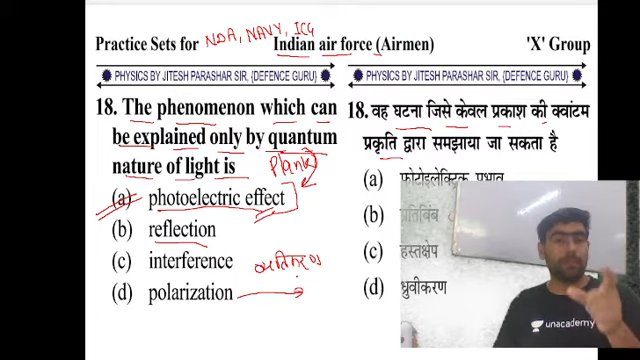 Practice Sets for NDA, NAVY, ICG Indian air force (Airmen) 'X' Group
PHYSICS BY JITESH PARASHAR SIR, {DEFENCE GURU} PHYSICS BY JITESH PARASHAR SIR, {DEFENCE GURU}
18. The phenomenon which can
be explained only by quantum
nature of light is
Planks
(a) photoelectric effect
(b) reflection
(c) interference
व्यतिकरण
(d) polarization
18. वह घटना जिसे केवल प्रकाश की क्वांटम
प्रकृति द्वारा समझाया जा सकता है
(a) फोटोइलेक्ट्रिक प्रभाव
(b) प्रतिबिंब
(c) हस्तक्षेप
(d) ध्रुवीकरण
unacademy